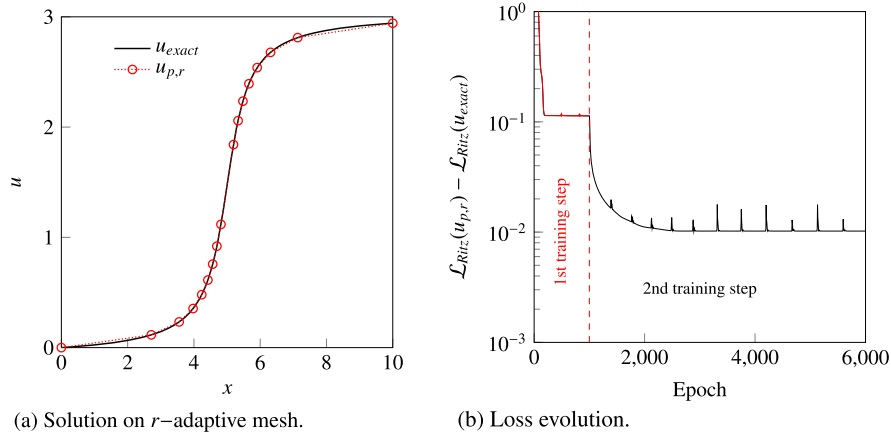 3
2
1
0
u
u_exact
u_{p,r}
0
2
4
6
8
10
x
(a) Solution on r−adaptive mesh.
10^0
10^{−1}
10^{−2}
10^{−3}
ℒ_Ritz(u_{p,r}) − ℒ_Ritz(u_exact)
1st training step
2nd training step
0
2,000
4,000
6,000
Epoch
(b) Loss evolution.